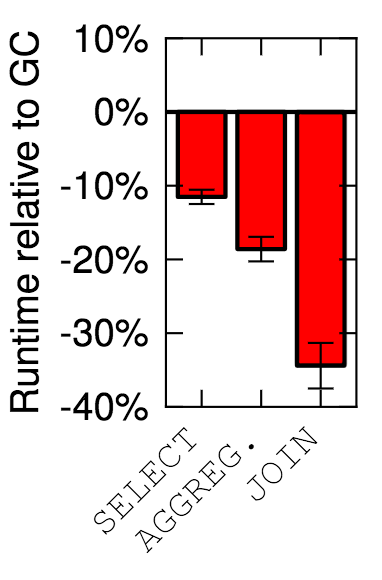 Runtime relative to GC
10%
0%
-10%
-20%
-30%
-40%
SELECT
AGGREG.
JOIN